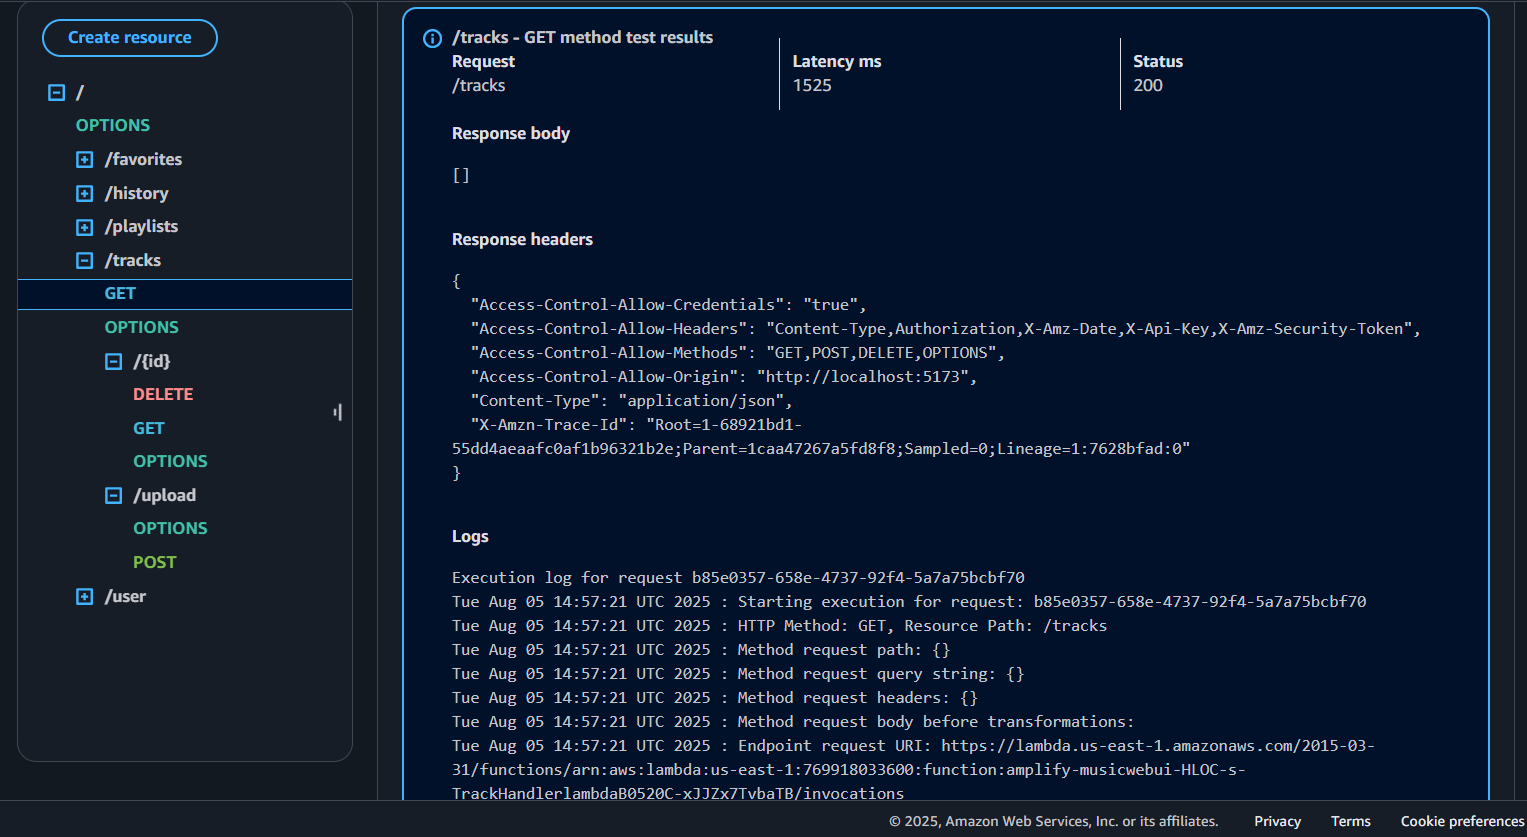 Create resource
/
OPTIONS
/favorites
/history
/playlists
/tracks
GET
OPTIONS
/{id}
DELETE
GET
OPTIONS
/upload
OPTIONS
POST
/user
/tracks - GET method test results
Request
/tracks
Latency ms
1525
Status
200
Response body
[]
Response headers
{
"Access-Control-Allow-Credentials": "true",
"Access-Control-Allow-Headers": "Content-Type,Authorization,X-Amz-Date,X-Api-Key,X-Amz-Security-Token",
"Access-Control-Allow-Methods": "GET,POST,DELETE,OPTIONS",
"Access-Control-Allow-Origin": "http://localhost:5173",
"Content-Type": "application/json",
"X-Amzn-Trace-Id": "Root=1-68921bd1-
55dd4aeaafc0af1b96321b2e;Parent=1caa47267a5fd8f8;Sampled=0;Lineage=1:7628bfad:0"
}
Logs
Execution log for request b85e0357-658e-4737-92f4-5a7a75bcbf70
Tue Aug 05 14:57:21 UTC 2025 : Starting execution for request: b85e0357-658e-4737-92f4-5a7a75bcbf70
Tue Aug 05 14:57:21 UTC 2025 : HTTP Method: GET, Resource Path: /tracks
Tue Aug 05 14:57:21 UTC 2025 : Method request path: {}
Tue Aug 05 14:57:21 UTC 2025 : Method request query string: {}
Tue Aug 05 14:57:21 UTC 2025 : Method request headers: {}
Tue Aug 05 14:57:21 UTC 2025 : Method request body before transformations:
Tue Aug 05 14:57:21 UTC 2025 : Endpoint request URI: https://lambda.us-east-1.amazonaws.com/2015-03-
31/functions/arn:aws:lambda:us-east-1:769918033600:function:amplify-musicwebui-HLOC-s-
TrackHandlerlambdaB0520C-xJJZx7TvbaTB/invocations
© 2025, Amazon Web Services, Inc. or its affiliates.
Privacy
Terms
Cookie preferences